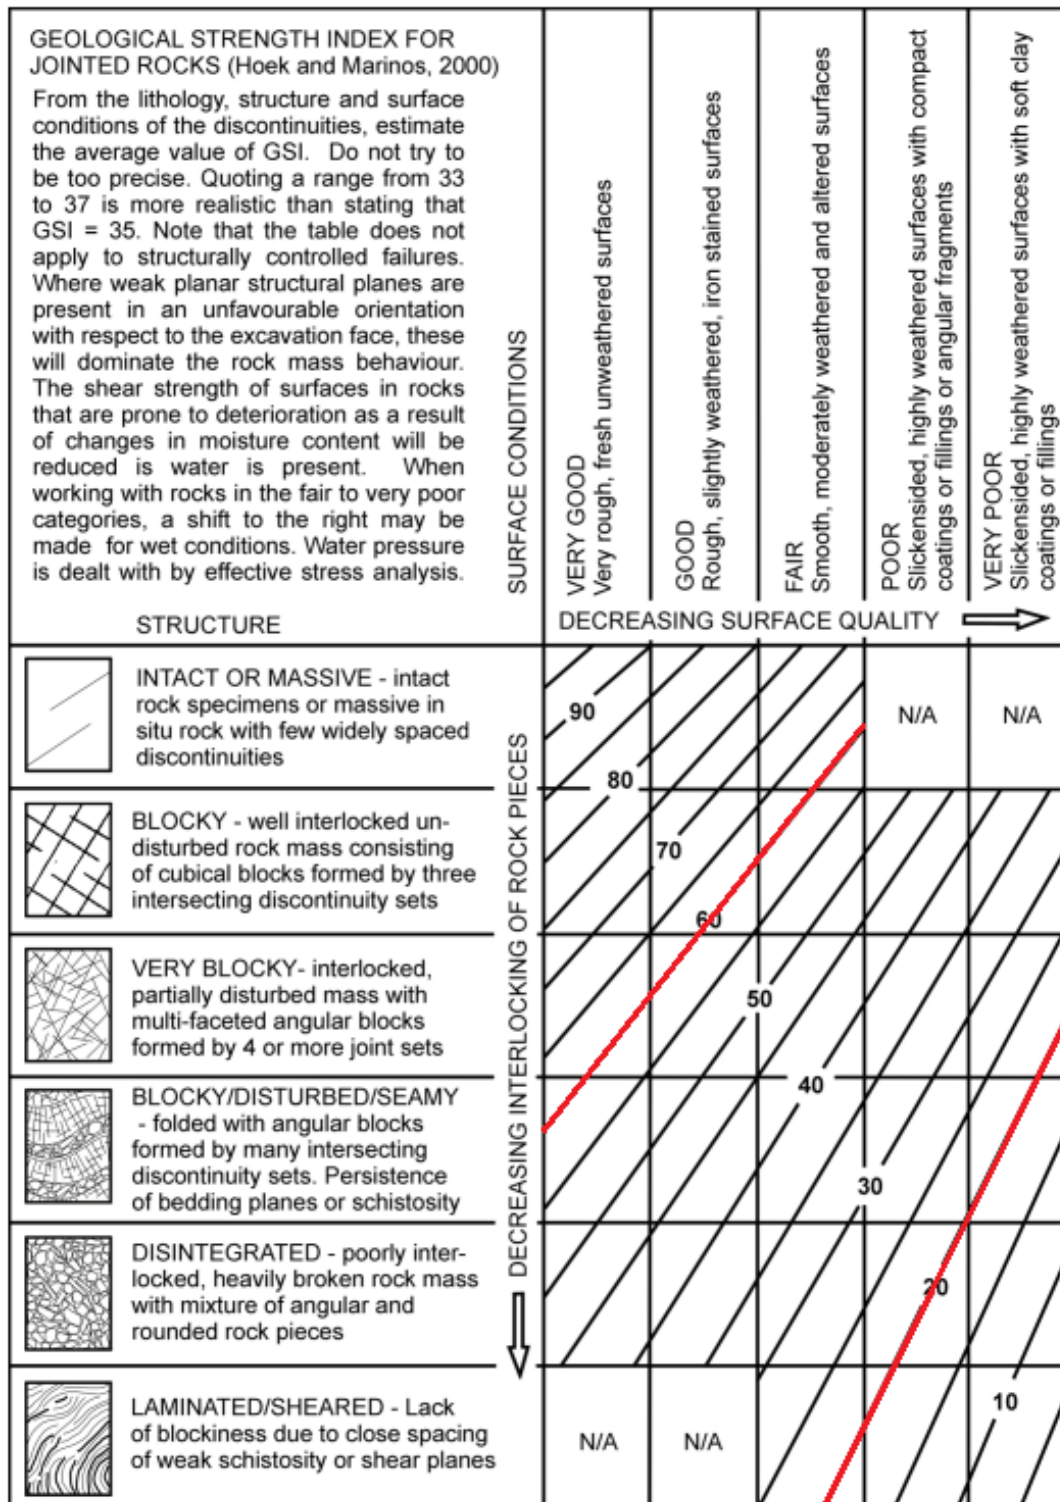 GEOLOGICAL STRENGTH INDEX FOR
JOINTED ROCKS (Hoek and Marinos, 2000)
From the lithology, structure and surface
conditions of the discontinuities, estimate
the average value of GSI. Do not try to
be too precise. Quoting a range from 33
to 37 is more realistic than stating that
GSI = 35. Note that the table does not
apply to structurally controlled failures.
Where weak planar structural planes are
present in an unfavourable orientation
with respect to the excavation face, these
will dominate the rock mass behaviour.
The shear strength of surfaces in rocks
that are prone to deterioration as a result
of changes in moisture content will be
reduced is water is present. When
working with rocks in the fair to very poor
categories, a shift to the right may be
made for wet conditions. Water pressure
is dealt with by effective stress analysis.
STRUCTURE
SURFACE CONDITIONS
VERY GOOD
Very rough, fresh unweathered surfaces
GOOD
Rough, slightly weathered, iron stained surfaces
FAIR
Smooth, moderately weathered and altered surfaces
POOR
Slickensided, highly weathered surfaces with compact
coatings or fillings or angular fragments
VERY POOR
Slickensided, highly weathered surfaces with soft clay
coatings or fillings
DECREASING SURFACE QUALITY
DECREASING INTERLOCKING OF ROCK PIECES
INTACT OR MASSIVE - intact
rock specimens or massive in
situ rock with few widely spaced
discontinuities
90
80
N/A
N/A
BLOCKY - well interlocked un-
disturbed rock mass consisting
of cubical blocks formed by three
intersecting discontinuity sets
70
60
VERY BLOCKY- interlocked,
partially disturbed mass with
multi-faceted angular blocks
formed by 4 or more joint sets
50
BLOCKY/DISTURBED/SEAMY
- folded with angular blocks
formed by many intersecting
discontinuity sets. Persistence
of bedding planes or schistosity
40
30
DISINTEGRATED - poorly inter-
locked, heavily broken rock mass
with mixture of angular and
rounded rock pieces
20
LAMINATED/SHEARED - Lack
of blockiness due to close spacing
of weak schistosity or shear planes
N/A
N/A
10